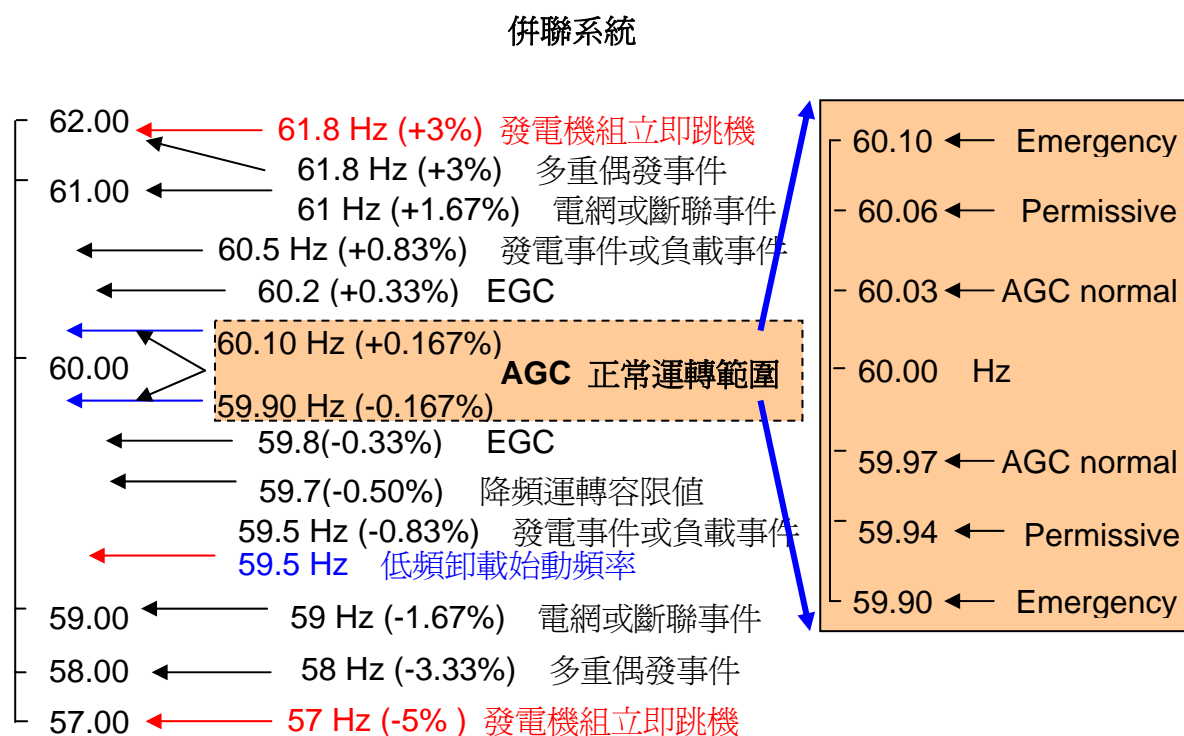 併聯系統
62.00
61.8 Hz (+3%) 發電機組立即跳機
61.8 Hz (+3%) 多重偶發事件
61.00
61 Hz (+1.67%) 電網或斷聯事件
60.5 Hz (+0.83%) 發電事件或負載事件
60.2 (+0.33%) EGC
60.10 Hz (+0.167%)
60.00
AGC 正常運轉範圍
59.90 Hz (-0.167%)
59.8(-0.33%) EGC
59.7(-0.50%) 降頻運轉容限值
59.5 Hz (-0.83%) 發電事件或負載事件
59.5 Hz 低頻卸載始動頻率
59.00
59 Hz (-1.67%) 電網或斷聯事件
58.00
58 Hz (-3.33%) 多重偶發事件
57.00
57 Hz (-5% ) 發電機組立即跳機
60.10 Emergency
60.06 Permissive
60.03 AGC normal
60.00 Hz
59.97 AGC normal
59.94 Permissive
59.90 Emergency